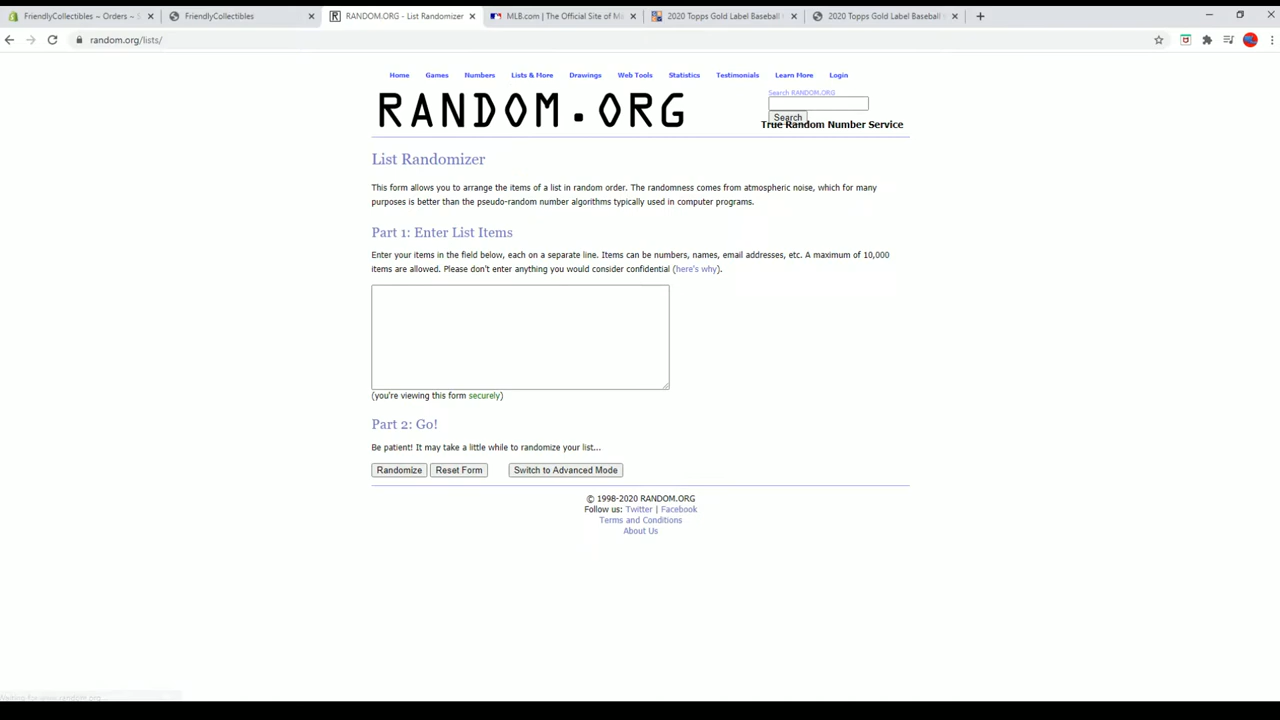 FriendlyCollectibles ~ Orders ~ S
FriendlyCollectibles
RANDOM.ORG - List Randomizer
MLB.com | The Official Site of Ma
2020 Topps Gold Label Baseball
2020 Topps Gold Label Baseball
random.org/lists/
Home Games Numbers Lists & More Drawings Web Tools Statistics Testimonials Learn More Login
Search RANDOM.ORG
RANDOM.ORG
Search
True Random Number Service
List Randomizer
This form allows you to arrange the items of a list in random order. The randomness comes from atmospheric noise, which for many
purposes is better than the pseudo-random number algorithms typically used in computer programs.
Part 1: Enter List Items
Enter your items in the field below, each on a separate line. Items can be numbers, names, email addresses, etc. A maximum of 10,000
items are allowed. Please don't enter anything you would consider confidential (here's why).
(you're viewing this form securely)
Part 2: Go!
Be patient! It may take a little while to randomize your list...
Randomize Reset Form Switch to Advanced Mode
© 1998-2020 RANDOM.ORG
Follow us: Twitter | Facebook
Terms and Conditions
About Us
Waiting for www.random.org...